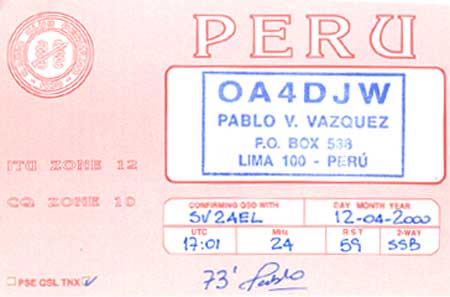 PERU
OA4DJW
PABLO V. VAZQUEZ
P.O. BOX 538
LIMA 100 - PERÚ
ITU ZONE 12
CQ ZONE 10
CONFIRMING QSO WITH DAY MONTH YEAR
SV2AEL 12-04-2000
UTC MHz RST 2-WAY
17:01 24 59 SSB
PSE QSL TNX ✓
73' Pablo